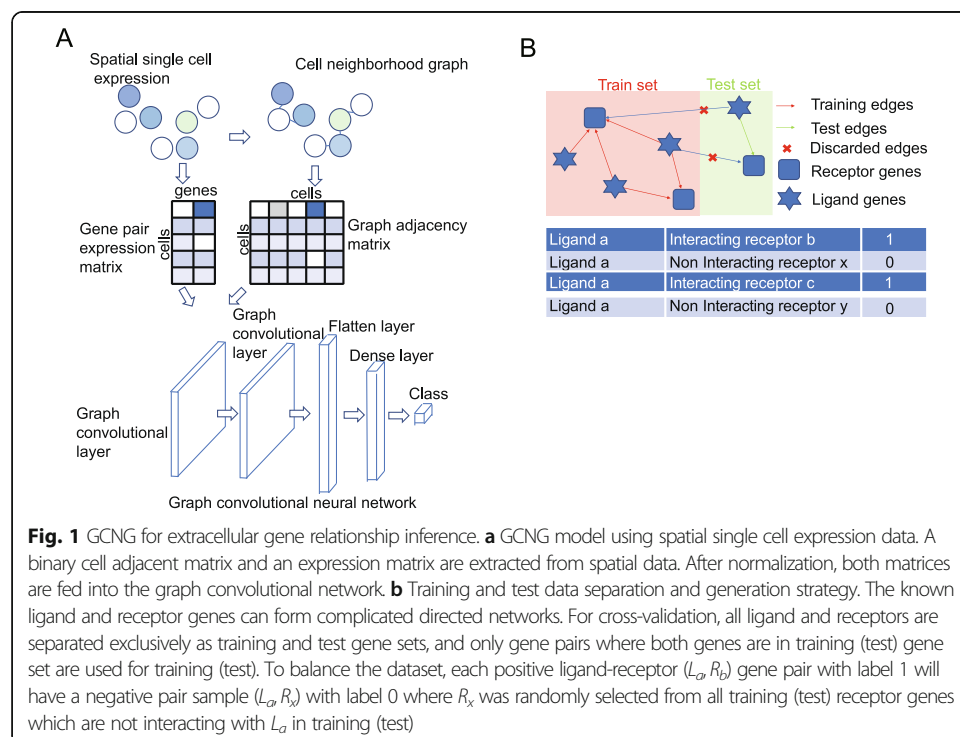 A
Spatial single cell
expression
Cell neighborhood graph
genes
cells
Gene pair
expression
matrix
cells
cells
Graph adjacency
matrix
Graph
convolutional
layer
Graph
convolutional
layer
Flatten layer
Dense layer
Class
Graph convolutional neural network
B
Train set
Test set
Training edges
Test edges
Discarded edges
Receptor genes
Ligand genes
Ligand a Interacting receptor b 1
Ligand a Non Interacting receptor x 0
Ligand a Interacting receptor c 1
Ligand a Non Interacting receptor y 0
Fig. 1 GCNG for extracellular gene relationship inference. a GCNG model using spatial single cell expression data. A
binary cell adjacent matrix and an expression matrix are extracted from spatial data. After normalization, both matrices
are fed into the graph convolutional network. b Training and test data separation and generation strategy. The known
ligand and receptor genes can form complicated directed networks. For cross-validation, all ligand and receptors are
separated exclusively as training and test gene sets, and only gene pairs where both genes are in training (test) gene
set are used for training (test). To balance the dataset, each positive ligand-receptor (Lₐ, R_b) gene pair with label 1 will
have a negative pair sample (Lₐ, Rₓ) with label 0 where Rₓ was randomly selected from all training (test) receptor genes
which are not interacting with Lₐ in training (test)